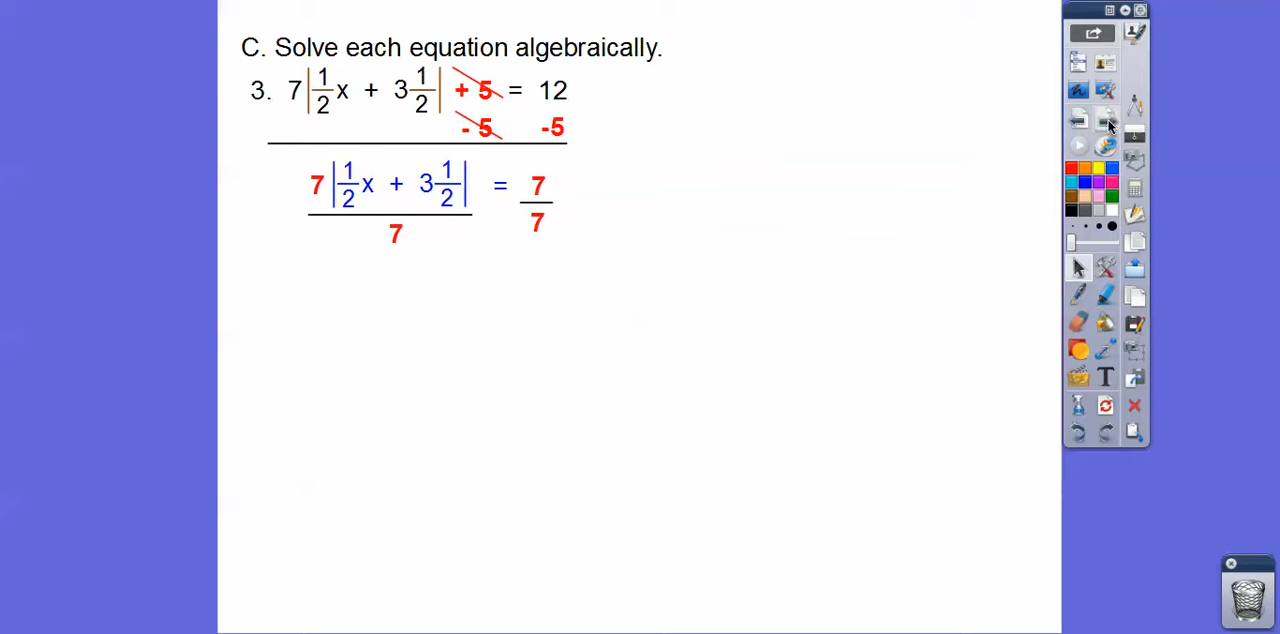 C. Solve each equation algebraically.
3. 7|1/2x + 3 1/2| + 5 = 12
- 5 -5
7|1/2x + 3 1/2| = 7
7 7